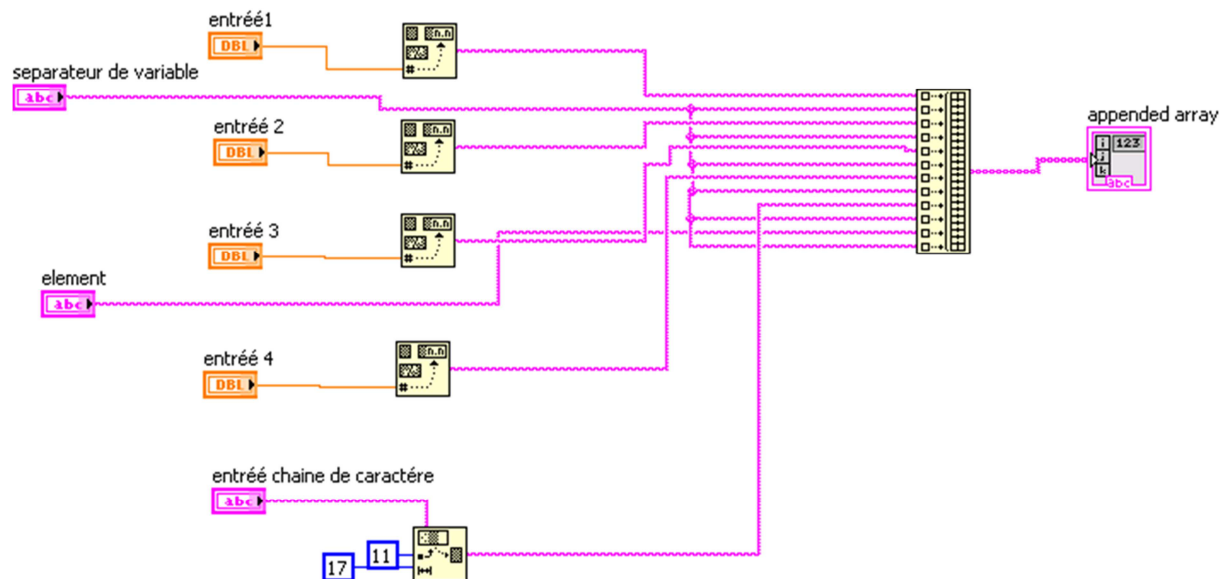 entréé1
DBL
n.n
#
separateur de variable
abc
entréé 2
DBL
n.n
#
appended array
i 123
j
k
abc
entréé 3
DBL
n.n
#
element
abc
entréé 4
DBL
n.n
#
entréé chaine de caractére
abc
11
17